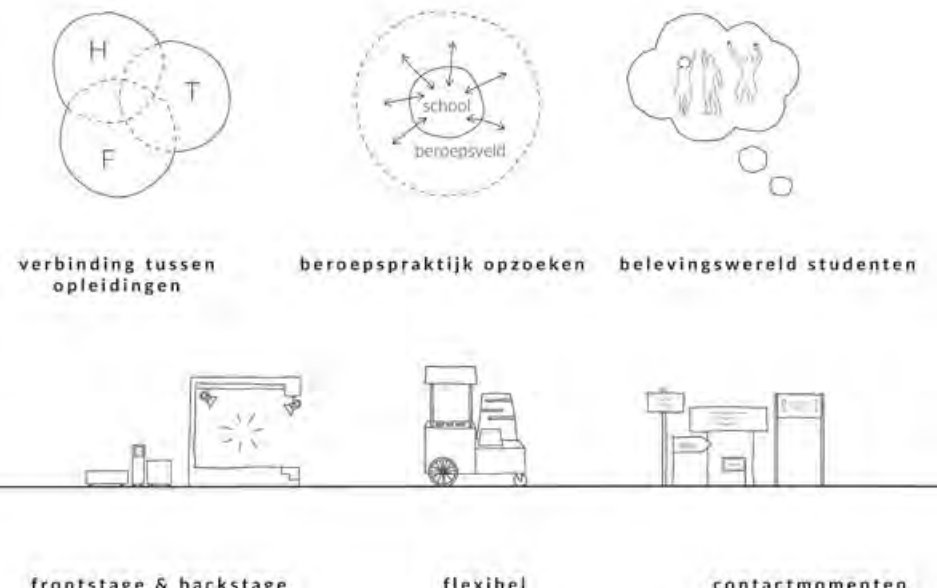 H
T
F
school
beroepsveld
verbinding tussen
opleidingen
beroepspraktijk opzoeken
belevingswereld studenten
frontstage & backstage
flexibel
contactmomenten